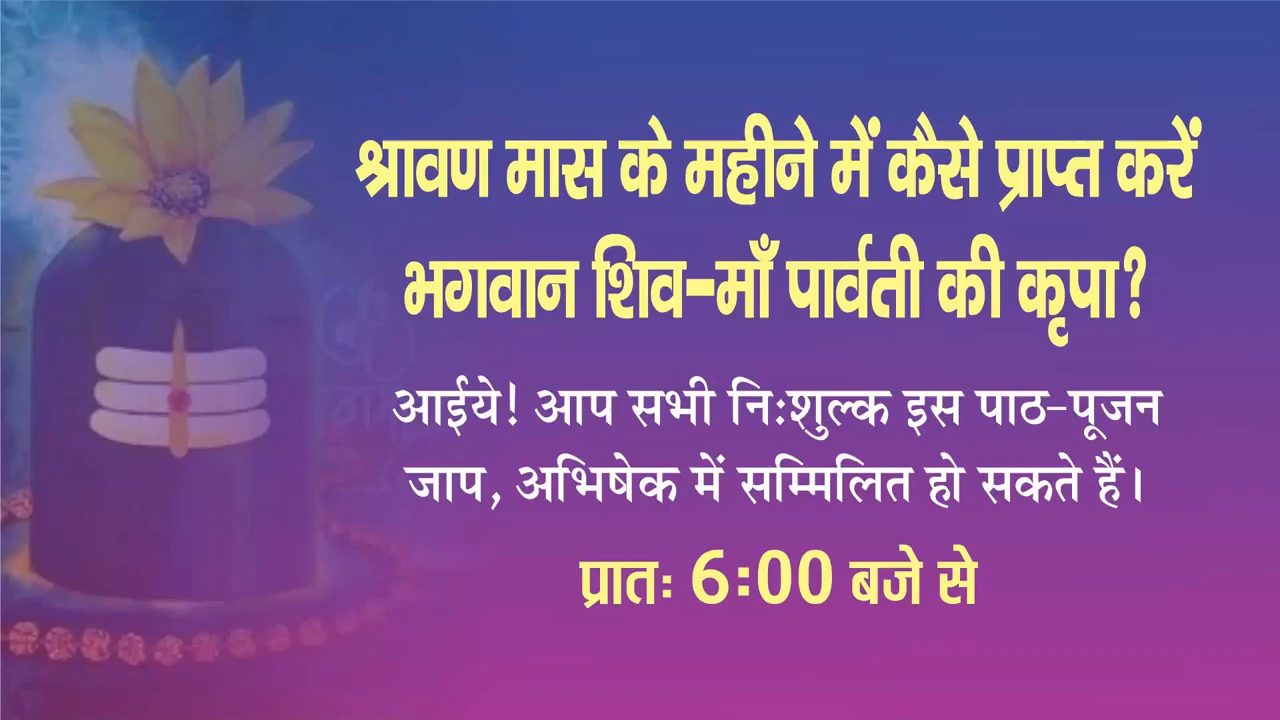 श्रावण मास के महीने में कैसे प्राप्त करें
भगवान शिव-माँ पार्वती की कृपा?
आईये! आप सभी नि:शुल्क इस पाठ-पूजन
जाप, अभिषेक में सम्मिलित हो सकते हैं।
प्रातः 6:00 बजे से